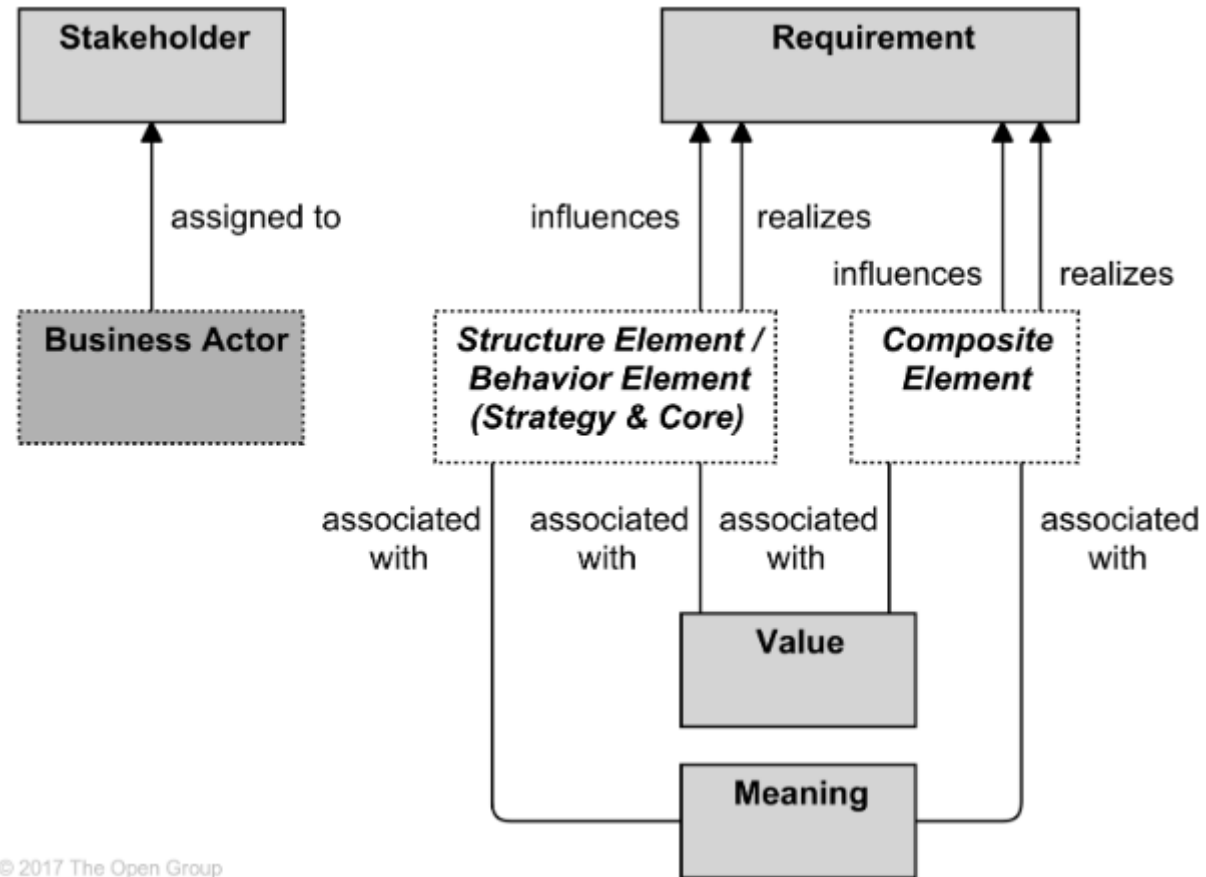 Stakeholder
Requirement
assigned to
influences
realizes
influences
realizes
Business Actor
Structure Element /
Behavior Element
(Strategy & Core)
Composite
Element
associated
with
associated
with
associated
with
associated
with
Value
Meaning
© 2017 The Open Group